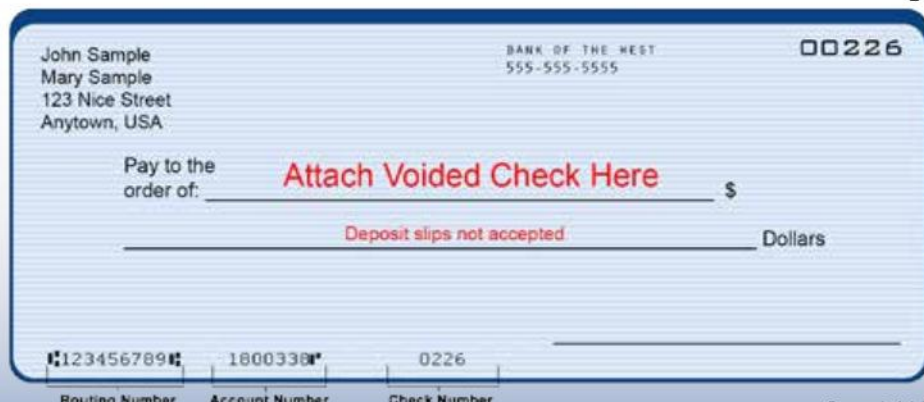 John Sample
Mary Sample
123 Nice Street
Anytown, USA
BANK OF THE WEST
555-555-5555
00226
Pay to the
order of:
Attach Voided Check Here
$
Deposit slips not accepted
Dollars
⑆123456789⑆ 1800338⑈ 0226
Routing Number Account Number Check Number